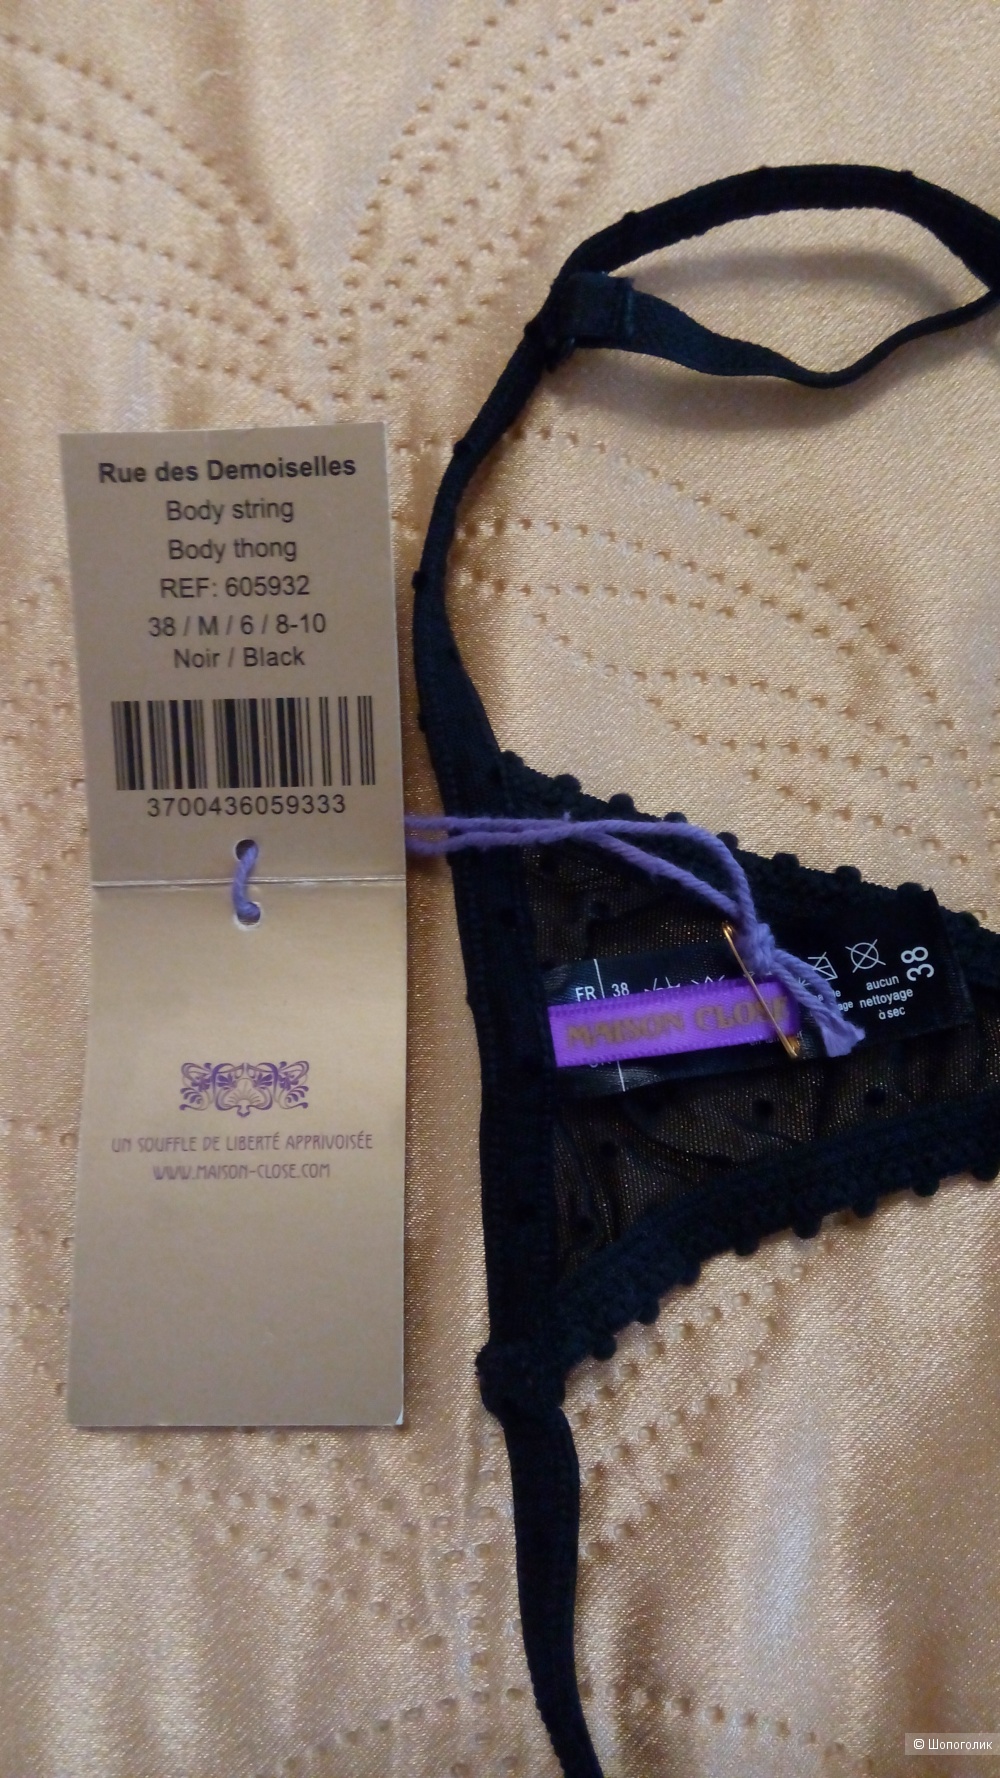 Rue des Demoiselles
Body string
Body thong
REF: 605932
38 / M / 6 / 8-10
Noir / Black
3700436059333
UN SOUFFLE DE LIBERTÉ APPRIVOISÉE
WWW.MAISON-CLOSE.COM
FR 38
MAISON CLOSE
aucun
nettoyage
à sec
38
© Шопоголик